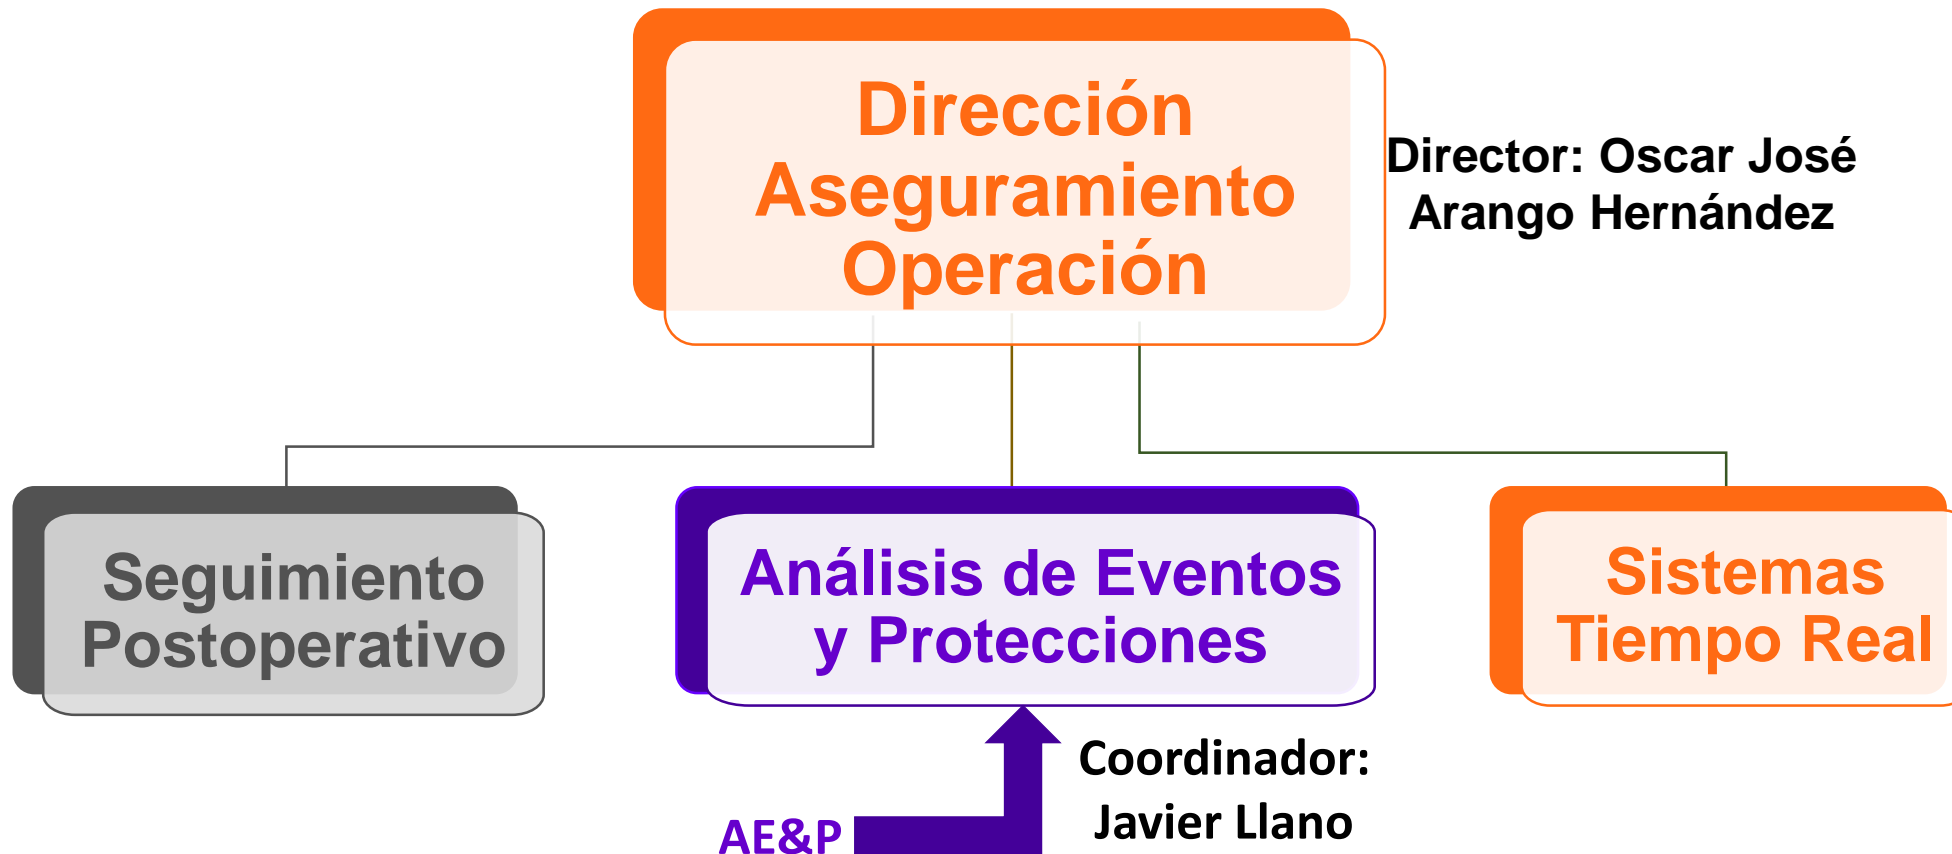 Dirección
Aseguramiento
Operación
Director: Oscar José
Arango Hernández
Seguimiento
Postoperativo
Análisis de Eventos
y Protecciones
Sistemas
Tiempo Real
Coordinador:
Javier Llano
AE&P